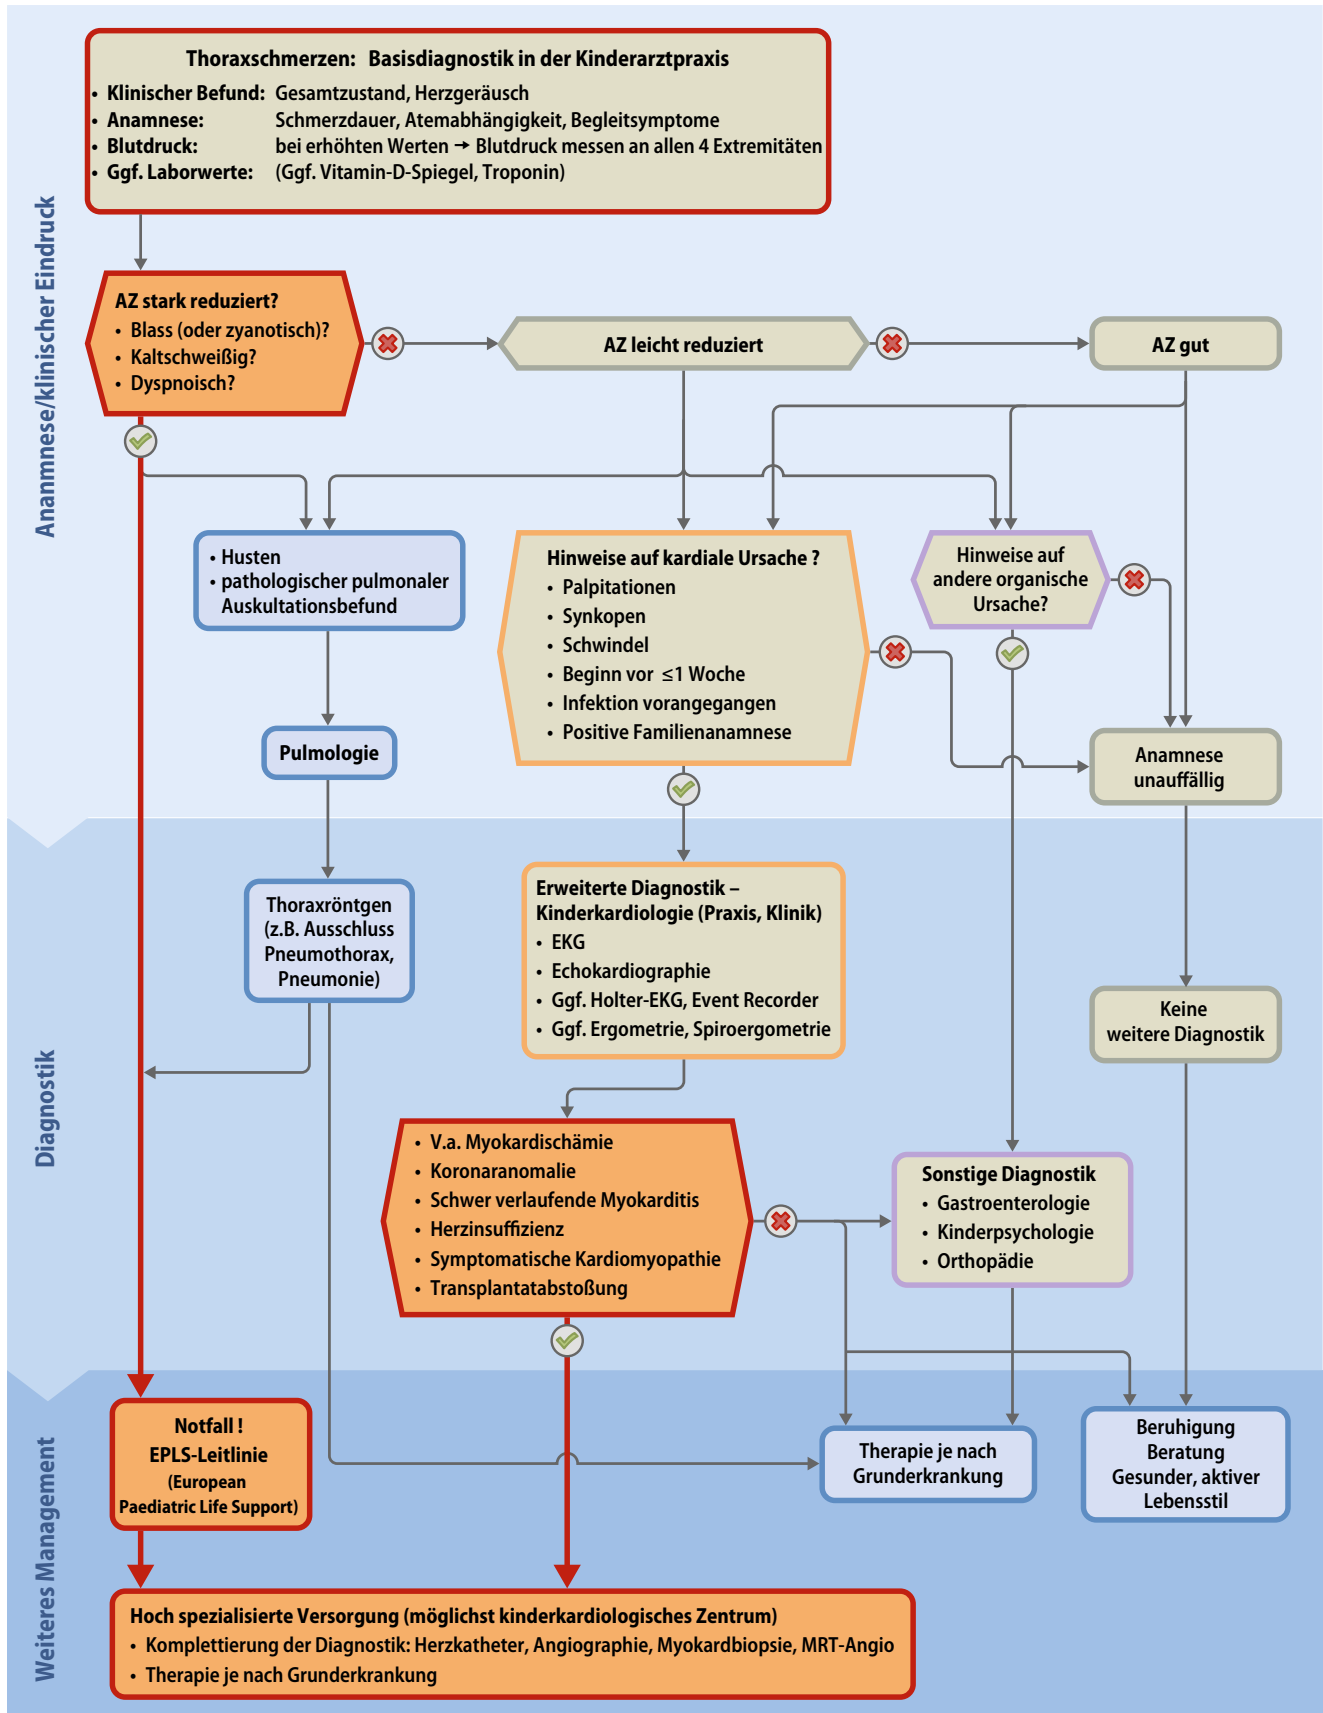 Thoraxschmerzen: Basisdiagnostik in der Kinderarztpraxis
• Klinischer Befund: Gesamtzustand, Herzgeräusch
• Anamnese: Schmerzdauer, Atemabhängigkeit, Begleitsymptome
• Blutdruck: bei erhöhten Werten → Blutdruck messen an allen 4 Extremitäten
• Ggf. Laborwerte: (Ggf. Vitamin-D-Spiegel, Troponin)
Ananmnese/klinischer Eindruck
AZ stark reduziert?
• Blass (oder zyanotisch)?
• Kaltschweißig?
• Dyspnoisch?
AZ leicht reduziert
AZ gut
• Husten
• pathologischer pulmonaler
Auskultationsbefund
Hinweise auf kardiale Ursache ?
• Palpitationen
• Synkopen
• Schwindel
• Beginn vor ≤1 Woche
• Infektion vorangegangen
• Positive Familienanamnese
Hinweise auf
andere organische
Ursache?
Pulmologie
Anamnese
unauffällig
Diagnostik
Thoraxröntgen
(z.B. Ausschluss
Pneumothorax,
Pneumonie)
Erweiterte Diagnostik –
Kinderkardiologie (Praxis, Klinik)
• EKG
• Echokardiographie
• Ggf. Holter-EKG, Event Recorder
• Ggf. Ergometrie, Spiroergometrie
Keine
weitere Diagnostik
• V.a. Myokardischämie
• Koronaranomalie
• Schwer verlaufende Myokarditis
• Herzinsuffizienz
• Symptomatische Kardiomyopathie
• Transplantatabstoßung
Sonstige Diagnostik
• Gastroenterologie
• Kinderpsychologie
• Orthopädie
Weiteres Management
Notfall !
EPLS-Leitlinie
(European
Paediatric Life Support)
Therapie je nach
Grunderkrankung
Beruhigung
Beratung
Gesunder, aktiver
Lebensstil
Hoch spezialisierte Versorgung (möglichst kinderkardiologisches Zentrum)
• Komplettierung der Diagnostik: Herzkatheter, Angiographie, Myokardbiopsie, MRT-Angio
• Therapie je nach Grunderkrankung